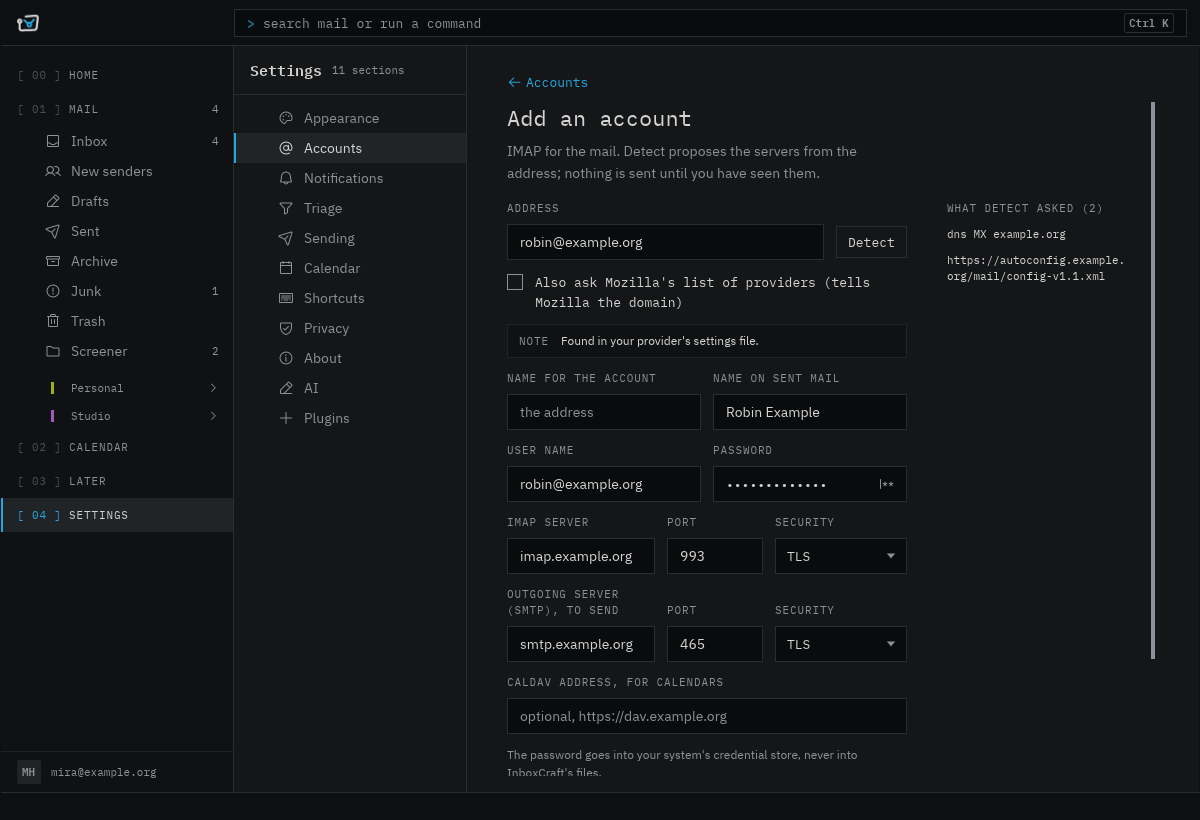 > search mail or run a command
Ctrl K
[ 00 ] HOME
[ 01 ] MAIL 4
Inbox 4
New senders
Drafts
Sent
Archive
Junk 1
Trash
Screener 2
Personal
Studio
[ 02 ] CALENDAR
[ 03 ] LATER
[ 04 ] SETTINGS
MH mira@example.org
Settings 11 sections
Appearance
Accounts
Notifications
Triage
Sending
Calendar
Shortcuts
Privacy
About
AI
Plugins
← Accounts
Add an account
IMAP for the mail. Detect proposes the servers from the
address; nothing is sent until you have seen them.
ADDRESS
robin@example.org
Detect
Also ask Mozilla's list of providers (tells
Mozilla the domain)
NOTE Found in your provider's settings file.
NAME FOR THE ACCOUNT NAME ON SENT MAIL
the address Robin Example
USER NAME PASSWORD
robin@example.org ••••••••••••• |**
IMAP SERVER PORT SECURITY
imap.example.org 993 TLS
OUTGOING SERVER
(SMTP), TO SEND PORT SECURITY
smtp.example.org 465 TLS
CALDAV ADDRESS, FOR CALENDARS
optional, https://dav.example.org
The password goes into your system's credential store, never into
InboxCraft's files.
WHAT DETECT ASKED (2)
dns MX example.org
https://autoconfig.example.
org/mail/config-v1.1.xml